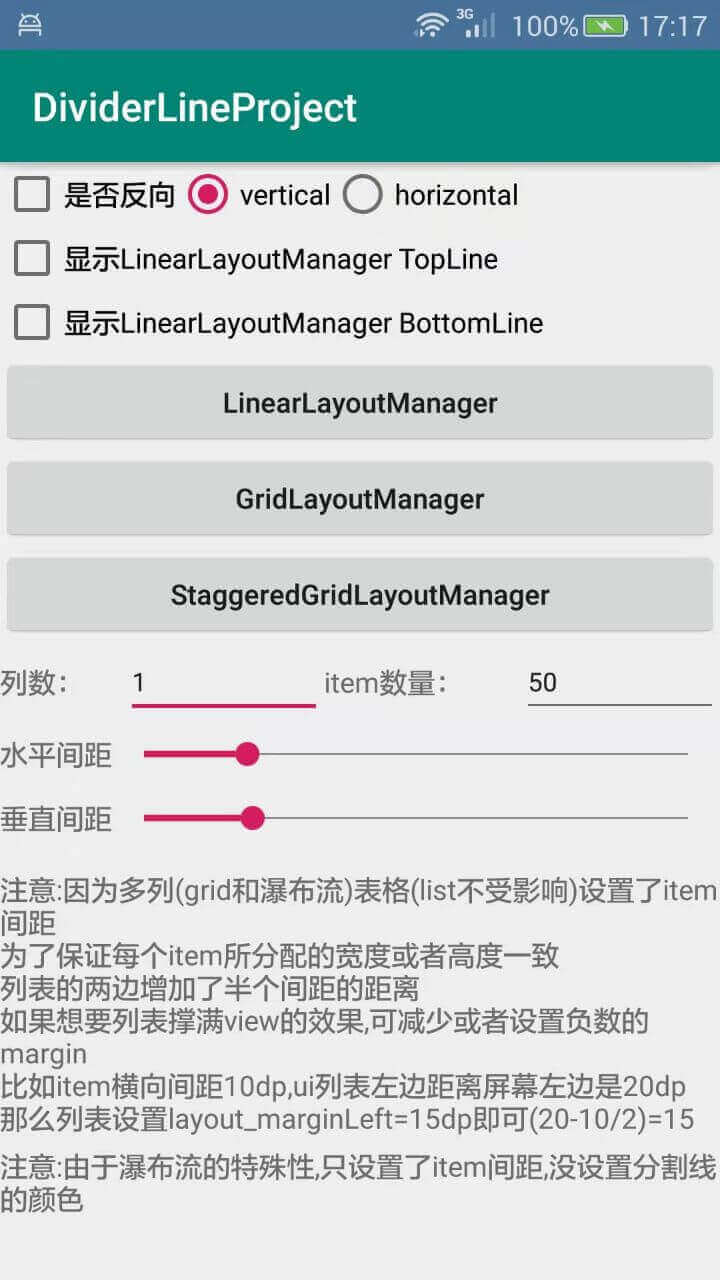 3G 100% 17:17
DividerLineProject
是否反向 vertical horizontal
显示LinearLayoutManager TopLine
显示LinearLayoutManager BottomLine
LinearLayoutManager
GridLayoutManager
StaggeredGridLayoutManager
列数： 1 item数量： 50
水平间距
垂直间距
注意:因为多列(grid和瀑布流)表格(list不受影响)设置了item
间距
为了保证每个item所分配的宽度或者高度一致
列表的两边增加了半个间距的距离
如果想要列表撑满view的效果,可减少或者设置负数的
margin
比如item横向间距10dp,ui列表左边距离屏幕左边是20dp
那么列表设置layout_marginLeft=15dp即可(20-10/2)=15
注意:由于瀑布流的特殊性,只设置了item间距,没设置分割线
的颜色